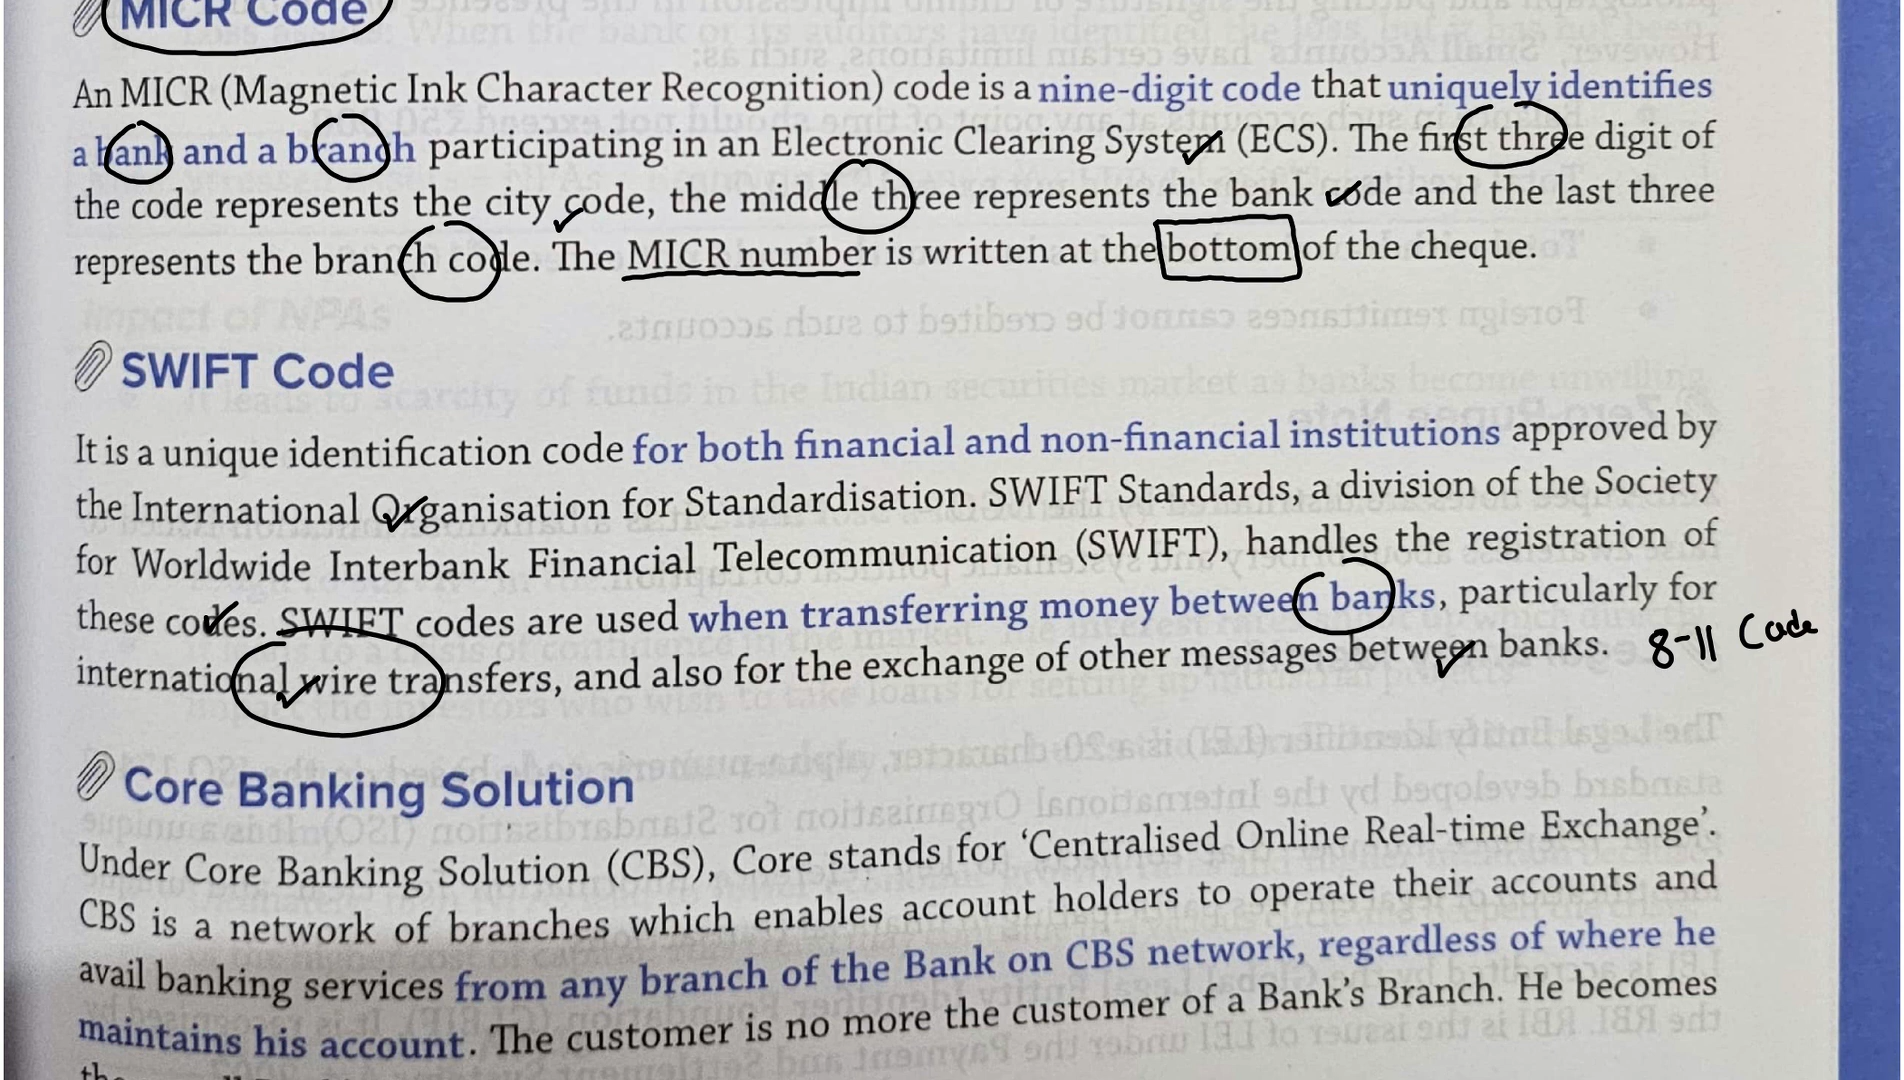 MICR Code
An MICR (Magnetic Ink Character Recognition) code is a nine-digit code that uniquely identifies
a bank and a branch participating in an Electronic Clearing System (ECS). The first three digit of
the code represents the city code, the middle three represents the bank code and the last three
represents the branch code. The MICR number is written at the bottom of the cheque.
SWIFT Code
It is a unique identification code for both financial and non-financial institutions approved by
the International Organisation for Standardisation. SWIFT Standards, a division of the Society
for Worldwide Interbank Financial Telecommunication (SWIFT), handles the registration of
these codes. SWIFT codes are used when transferring money between banks, particularly for
international wire transfers, and also for the exchange of other messages between banks.
8-11 Code
Core Banking Solution
Under Core Banking Solution (CBS), Core stands for ‘Centralised Online Real-time Exchange’.
CBS is a network of branches which enables account holders to operate their accounts and
avail banking services from any branch of the Bank on CBS network, regardless of where he
maintains his account. The customer is no more the customer of a Bank’s Branch. He becomes